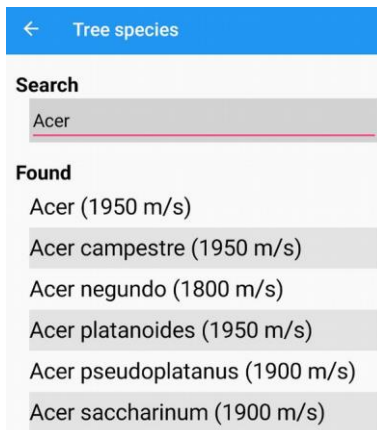 Tree species
Search
Acer
Found
Acer (1950 m/s)
Acer campestre (1950 m/s)
Acer negundo (1800 m/s)
Acer platanoides (1950 m/s)
Acer pseudoplatanus (1900 m/s)
Acer saccharinum (1900 m/s)